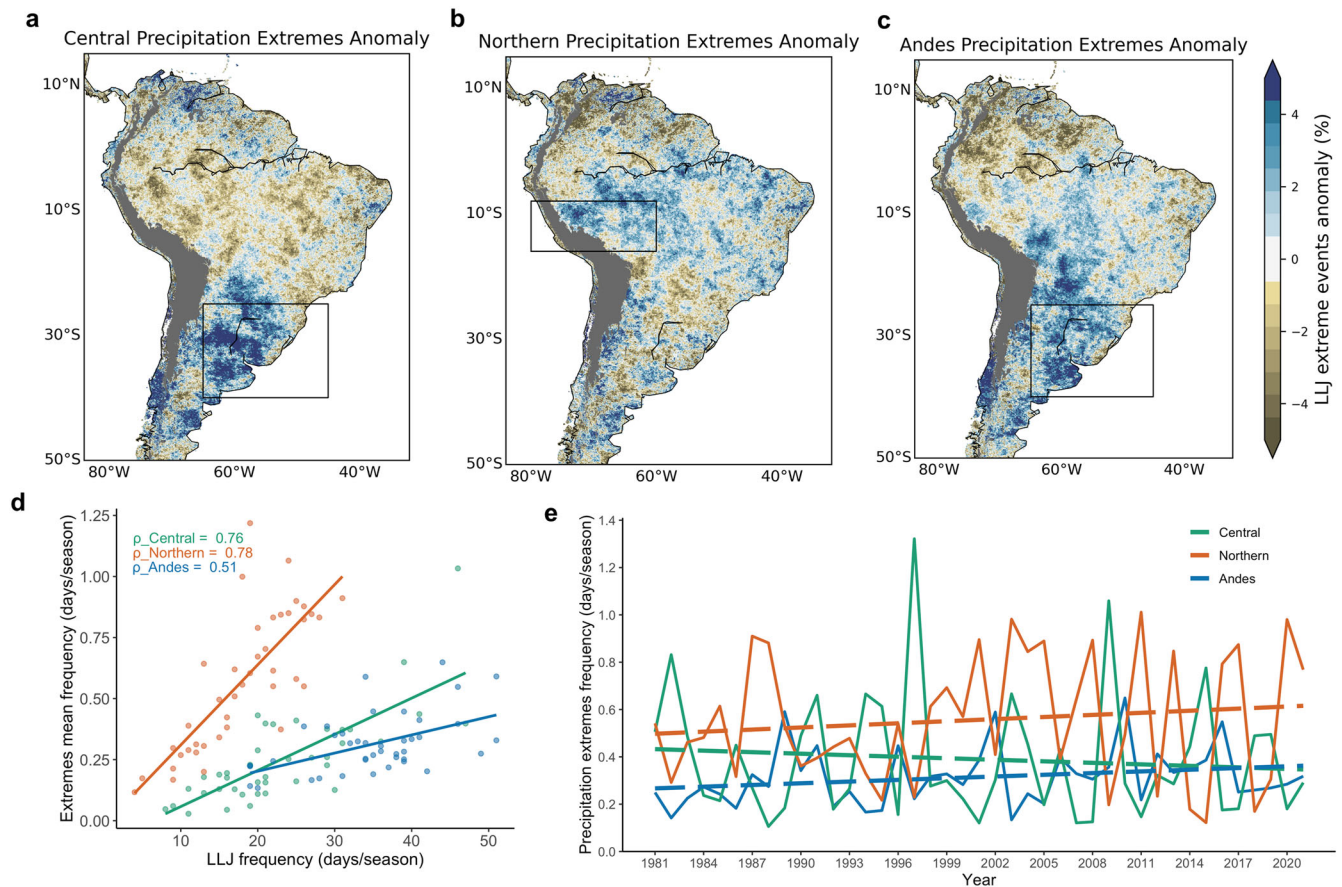 a
Central Precipitation Extremes Anomaly
10°N
10°S
30°S
50°S
80°W 60°W 40°W
b
Northern Precipitation Extremes Anomaly
10°N
10°S
30°S
50°S
80°W 60°W 40°W
c
Andes Precipitation Extremes Anomaly
10°N
10°S
30°S
50°S
80°W 60°W 40°W
4
2
0
−2
−4
LLJ extreme events anomaly (%)
d
Extremes mean frequency (days/season)
1.25
1.00
0.75
0.50
0.25
0.00
ρ_Central = 0.76
ρ_Northern = 0.78
ρ_Andes = 0.51
10 20 30 40 50
LLJ frequency (days/season)
e
Precipitation extremes frequency (days/season)
1.4
1.2
1.0
0.8
0.6
0.4
0.2
0.0
Central
Northern
Andes
1981 1984 1987 1990 1993 1996 1999 2002 2005 2008 2011 2014 2017 2020
Year